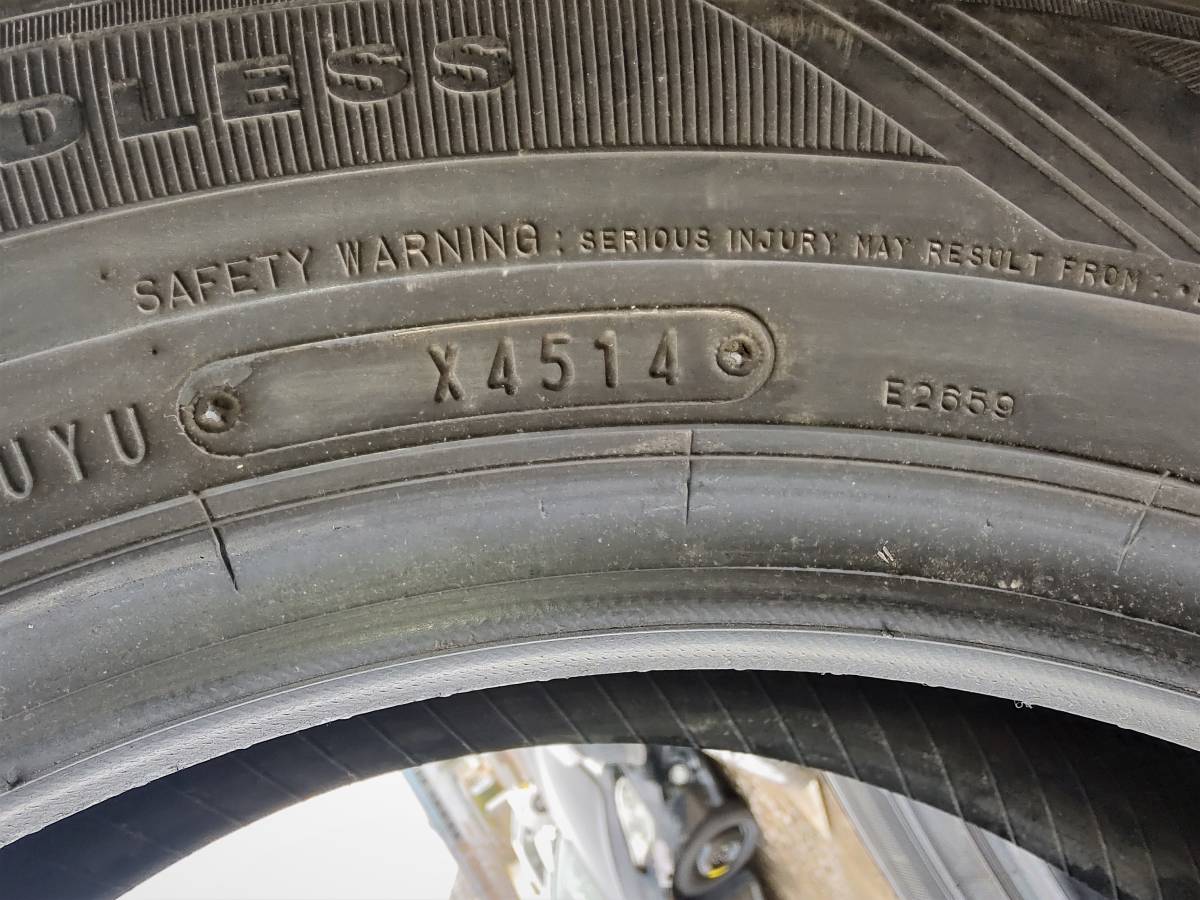 DLESS
SAFETY WARNING : SERIOUS INJURY MAY RESULT FROM : •
UYU X4514
E2659